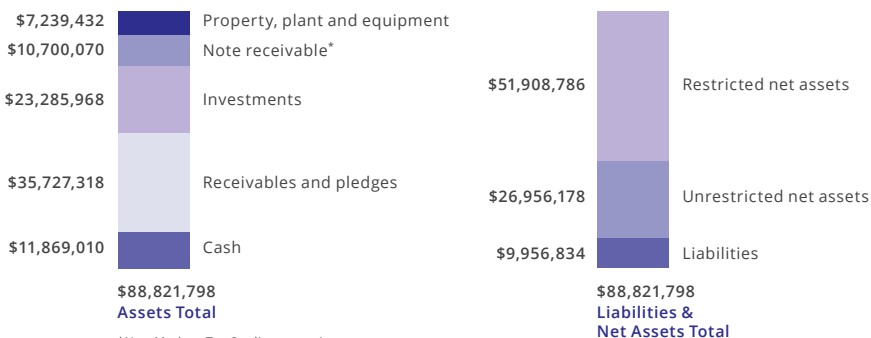 $7,239,432 Property, plant and equipment
$10,700,070 Note receivable*
$23,285,968 Investments
$35,727,318 Receivables and pledges
$11,869,010 Cash
$88,821,798
Assets Total
$51,908,786 Restricted net assets
$26,956,178 Unrestricted net assets
$9,956,834 Liabilities
$88,821,798
Liabilities &
Net Assets Total